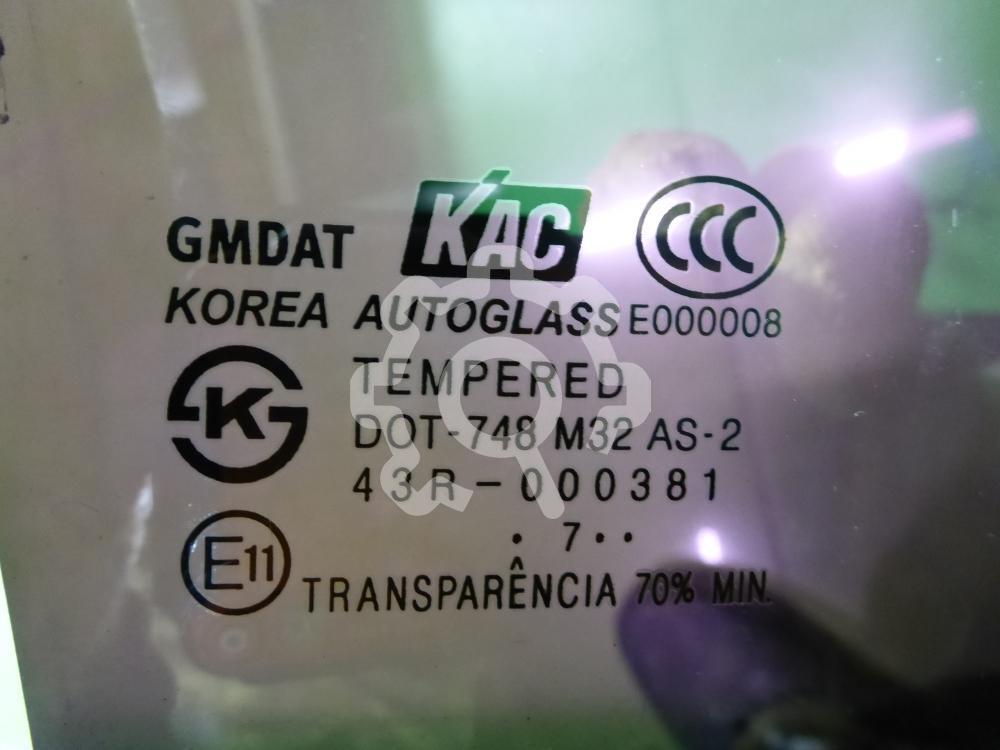 GMDAT KAC CCC
KOREA AUTOGLASS E000008
K TEMPERED
DOT-748 M32 AS-2
43R-000381
. 7 . .
E11 TRANSPARÊNCIA 70% MIN.